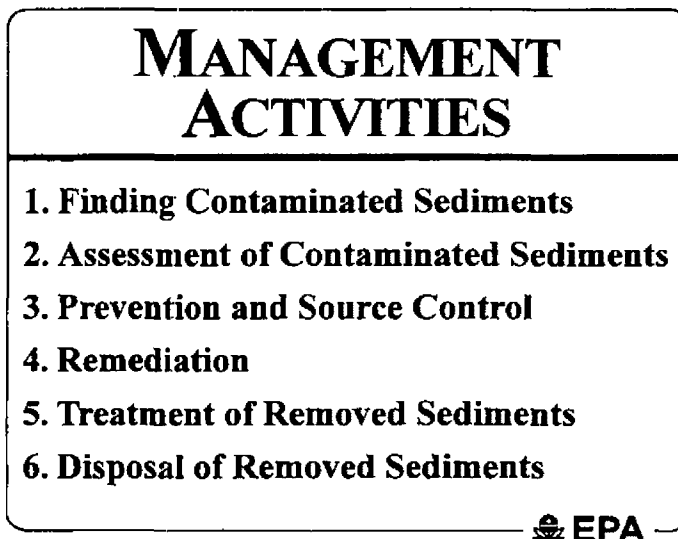 MANAGEMENT
ACTIVITIES
1. Finding Contaminated Sediments
2. Assessment of Contaminated Sediments
3. Prevention and Source Control
4. Remediation
5. Treatment of Removed Sediments
6. Disposal of Removed Sediments
EPA